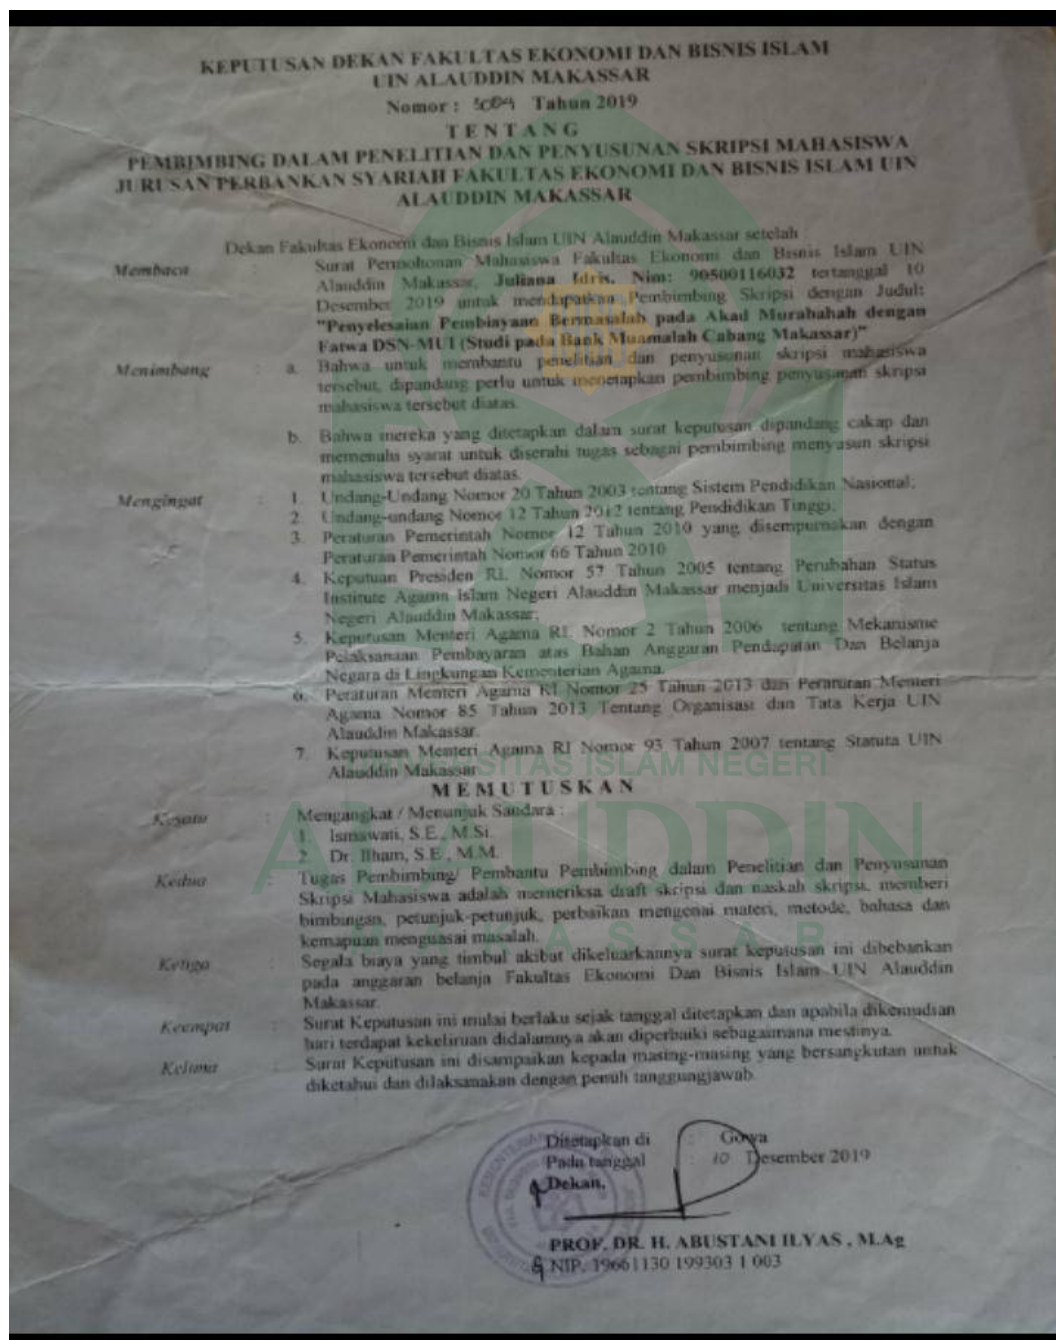 KEPUTUSAN DEKAN FAKULTAS EKONOMI DAN BISNIS ISLAM
UIN ALAUDDIN MAKASSAR
Nomor : Tahun 2019
TENTANG
PEMBIMBING DALAM PENELITIAN DAN PENYUSUNAN SKRIPSI MAHASISWA
JURUSAN PERBANKAN SYARIAH FAKULTAS EKONOMI DAN BISNIS ISLAM UIN
ALAUDDIN MAKASSAR
Dekan Fakultas Ekonomi dan Bisnis Islam UIN Alauddin Makassar setelah :
Membaca : Surat Permohonan Mahasiswa Fakultas Ekonomi dan Bisnis Islam UIN
Alauddin Makassar, Juliana Idris, Nim: 90500116032 tertanggal 10
Desember 2019 untuk mendapatkan Pembimbing Skripsi dengan Judul:
"Penyelesaian Pembiayaan Bermasalah pada Akad Murabahah dengan
Fatwa DSN-MUI (Studi pada Bank Muamalah Cabang Makassar)"
Menimbang : a. Bahwa untuk membantu penelitian dan penyusunan skripsi mahasiswa
tersebut, dipandang perlu untuk menetapkan pembimbing penyusunan skripsi
mahasiswa tersebut diatas.
b. Bahwa mereka yang ditetapkan dalam surat keputusan dipandang cakap dan
memenuhi syarat untuk diserahi tugas sebagai pembimbing menyusun skripsi
mahasiswa tersebut diatas.
Mengingat : 1. Undang-Undang Nomor 20 Tahun 2003 tentang Sistem Pendidikan Nasional;
2. Undang-undang Nomor 12 Tahun 2012 tentang Pendidikan Tinggi;
3. Peraturan Pemerintah Nomor 12 Tahun 2010 yang disempurnakan dengan
Peraturan Pemerintah Nomor 66 Tahun 2010
4. Keputuan Presiden RI. Nomor 57 Tahun 2005 tentang Perubahan Status
Institute Agama Islam Negeri Alauddin Makassar menjadi Universitas Islam
Negeri Alauddin Makassar;
5. Keputusan Menteri Agama RI. Nomor 2 Tahun 2006 tentang Mekanisme
Pelaksanaan Pembayaran atas Bahan Anggaran Pendapatan Dan Belanja
Negara di Lingkungan Kementerian Agama.
6. Peraturan Menteri Agama RI Nomor 25 Tahun 2013 dan Peraturan Menteri
Agama Nomor 85 Tahun 2013 Tentang Organisasi dan Tata Kerja UIN
Alauddin Makassar.
7. Keputusan Menteri Agama RI Nomor 93 Tahun 2007 tentang Statuta UIN
Alauddin Makassar
UNIVERSITAS ISLAM NEGERI
MEMUTUSKAN
Kesatu : Mengangkat / Menunjuk Saudara :
1. Ismawati, S.E., M.Si.
2. Dr. Ilham, S.E., M.M.
ALAUDDIN
Kedua : Tugas Pembimbing/ Pembantu Pembimbing dalam Penelitian dan Penyusunan
Skripsi Mahasiswa adalah memeriksa draft skripsi dan naskah skripsi, memberi
bimbingan, petunjuk-petunjuk, perbaikan mengenai materi, metode, bahasa dan
kemapuan menguasai masalah.
MAKASSAR
Ketiga : Segala biaya yang timbul akibat dikeluarkannya surat keputusan ini dibebankan
pada anggaran belanja Fakultas Ekonomi Dan Bisnis Islam UIN Alauddin
Makassar.
Keempat : Surat Keputusan ini mulai berlaku sejak tanggal ditetapkan dan apabila dikemudian
hari terdapat kekeliruan didalamnya akan diperbaiki sebagaimana mestinya.
Kelima : Surat Keputusan ini disampaikan kepada masing-masing yang bersangkutan untuk
diketahui dan dilaksanakan dengan penuh tanggungjawab.
Ditetapkan di : Gowa
Pada tanggal : 10 Desember 2019
Dekan,
PROF. DR. H. ABUSTANI ILYAS, M.Ag
NIP. 19661130 199303 1 003